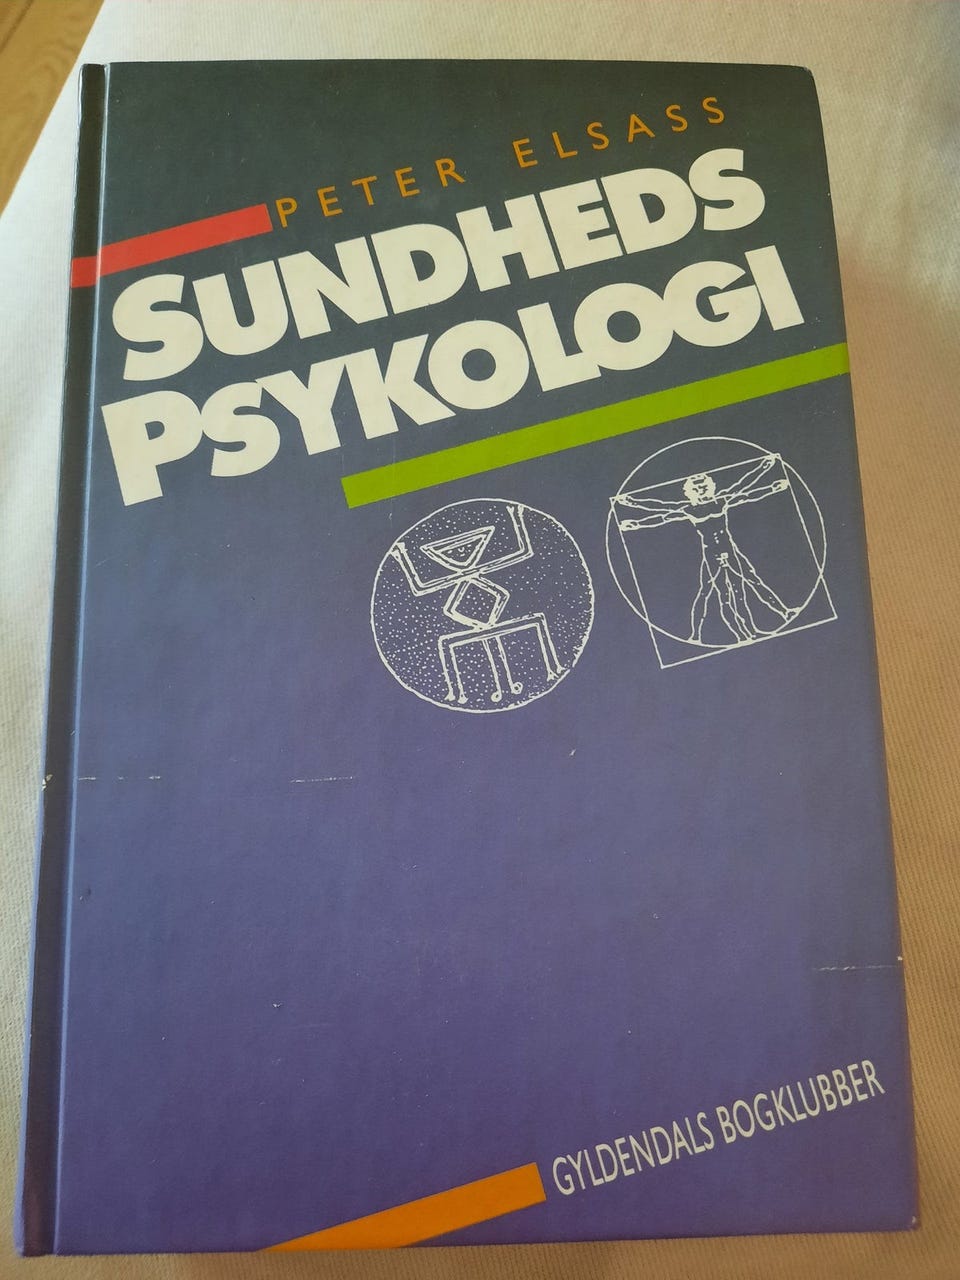 PETER ELSASS
SUNDHEDS
PSYKOLOGI
GYLDENDALS BOGKLUBBER